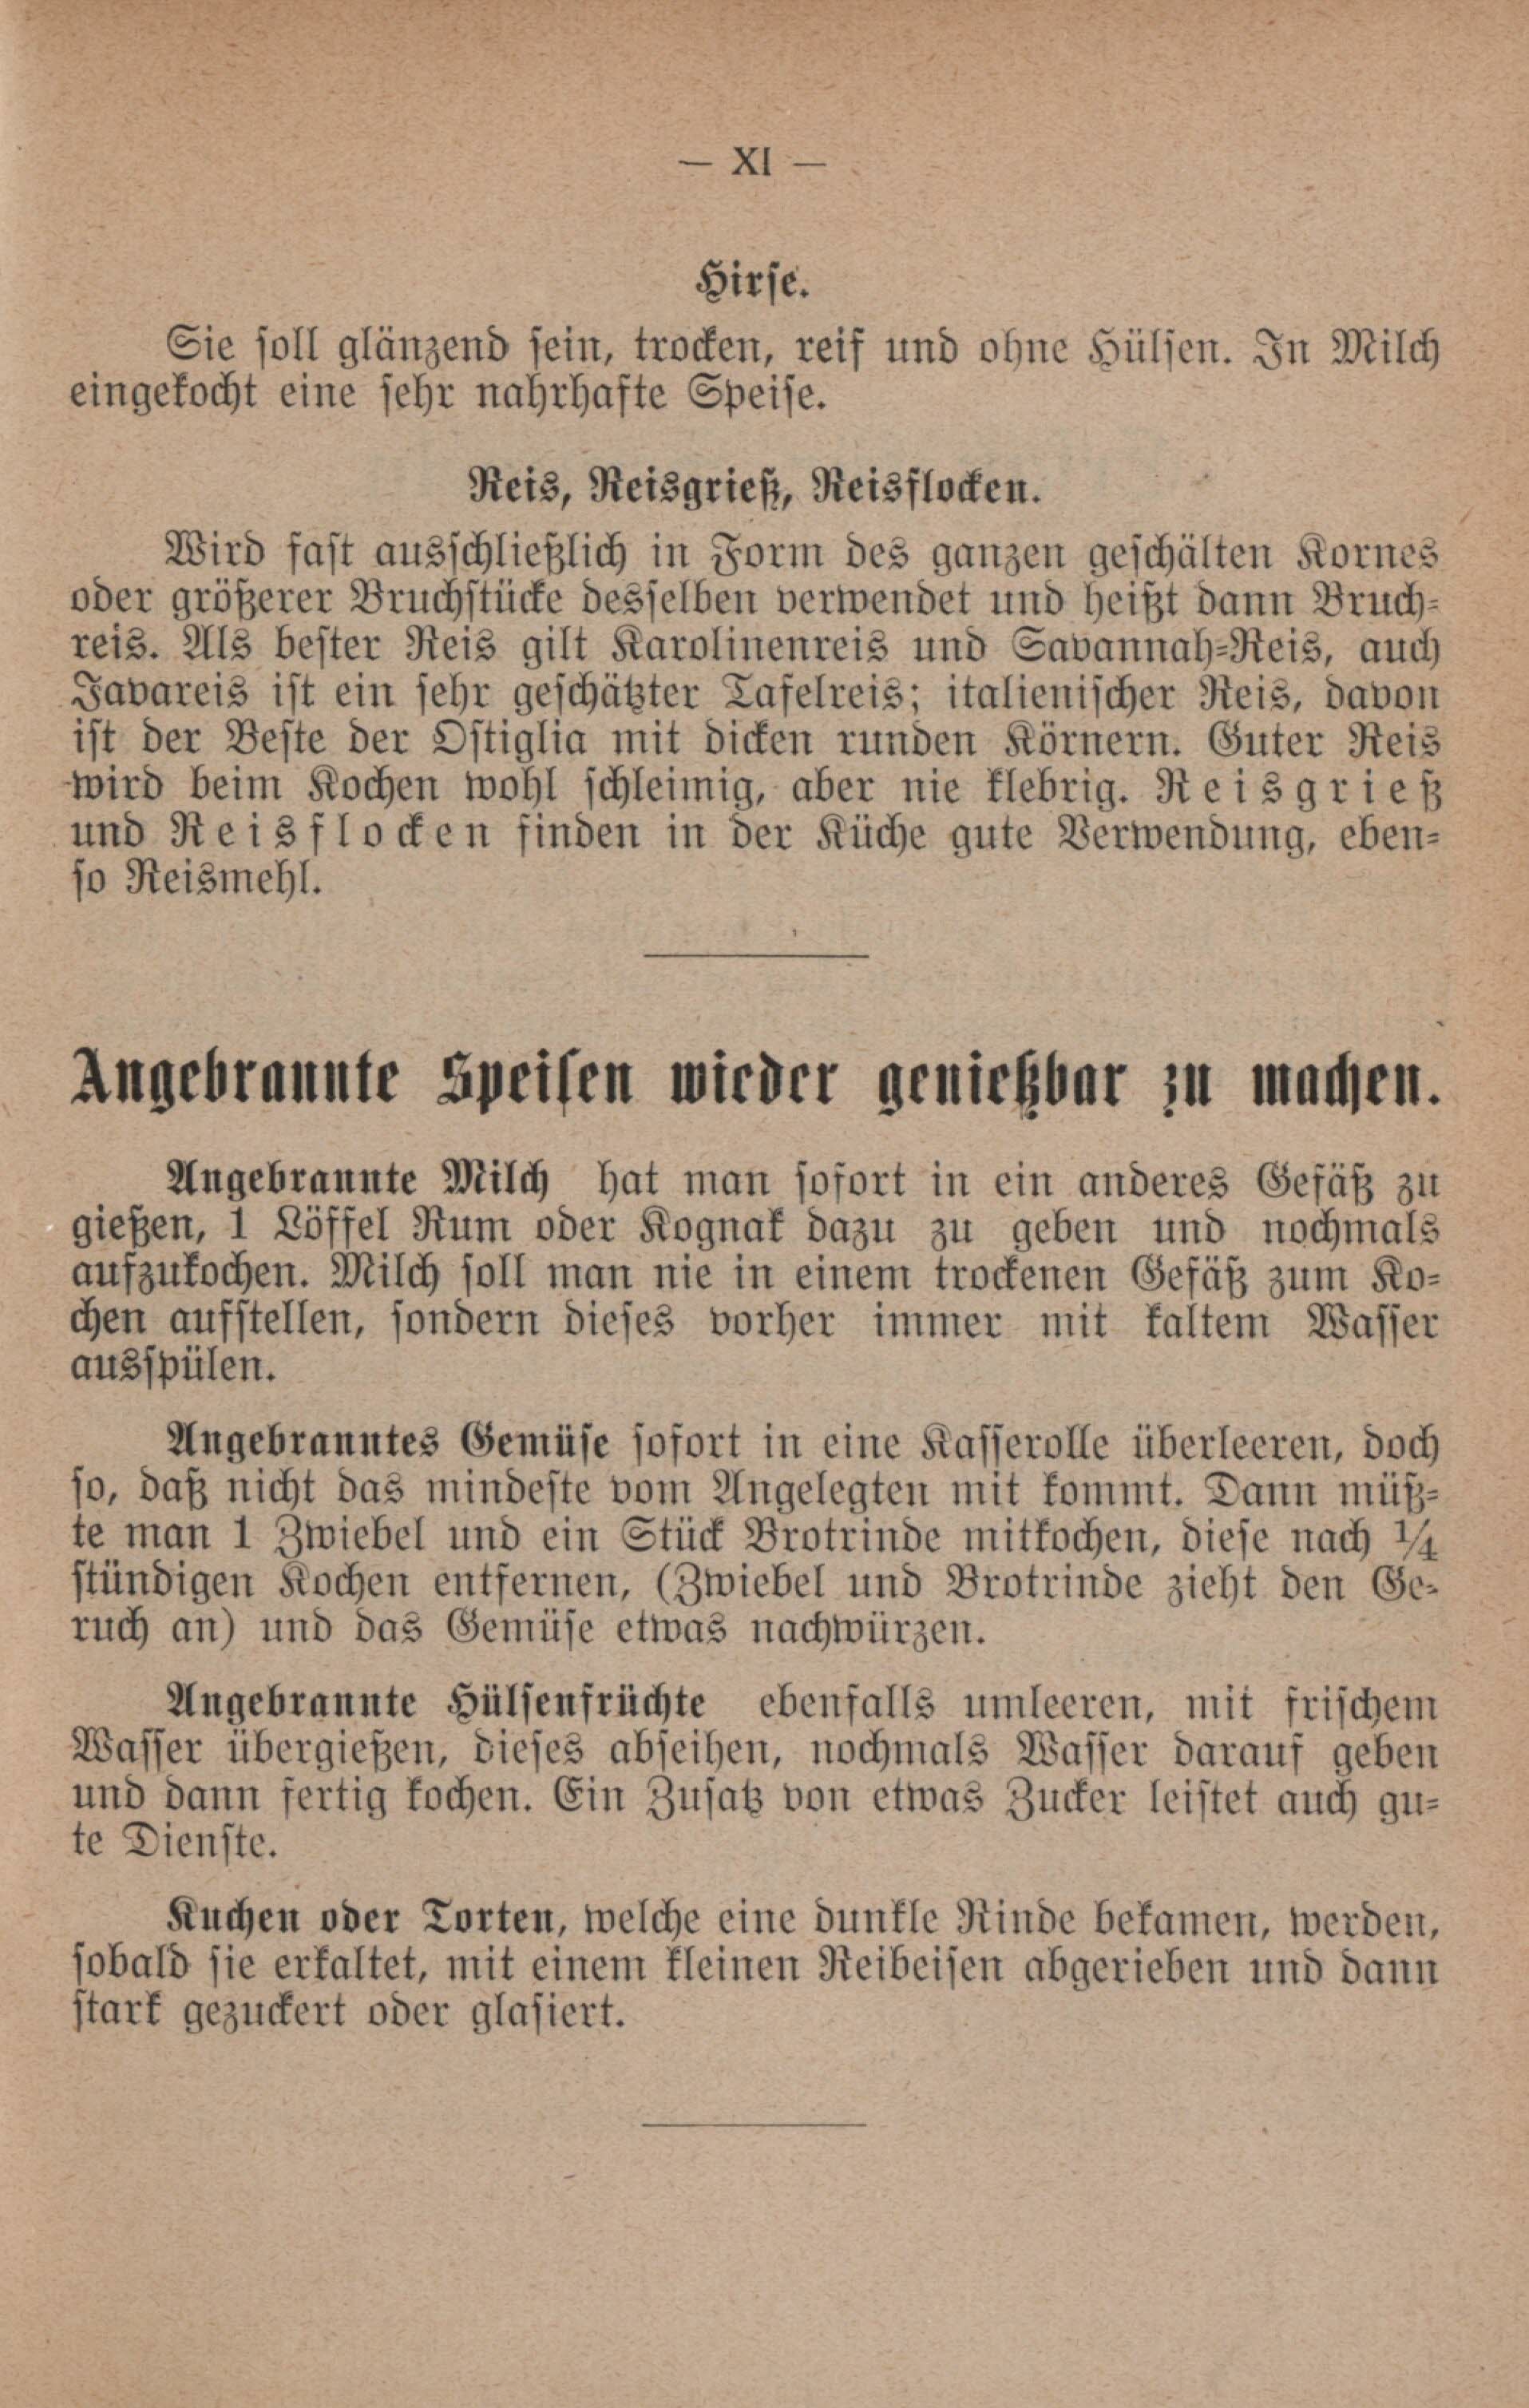 — XI —
Hirse.
Sie soll glänzend sein, trocken, reif und ohne Hülsen. In Milch
eingekocht eine sehr nahrhafte Speise.
Reis, Reisgrieß, Reisflocken.
Wird fast ausschließlich in Form des ganzen geschälten Kornes
oder größerer Bruchstücke desselben verwendet und heißt dann Bruch-
reis. Als bester Reis gilt Karolinenreis und Savannah-Reis, auch
Javareis ist ein sehr geschätzter Tafelreis; italienischer Reis, davon
ist der Beste der Ostiglia mit dicken runden Körnern. Guter Reis
wird beim Kochen wohl schleimig, aber nie klebrig. Reisgrieß
und Reisflocken finden in der Küche gute Verwendung, eben-
so Reismehl.
Angebrannte Speisen wieder genießbar zu machen.
Angebrannte Milch hat man sofort in ein anderes Gefäß zu
gießen, 1 Löffel Rum oder Kognak dazu zu geben und nochmals
aufzukochen. Milch soll man nie in einem trockenen Gefäß zum Ko-
chen aufstellen, sondern dieses vorher immer mit kaltem Wasser
ausspülen.
Angebranntes Gemüse sofort in eine Kasserolle überleeren, doch
so, daß nicht das mindeste vom Angelegten mit kommt. Dann müß-
te man 1 Zwiebel und ein Stück Brotrinde mitkochen, diese nach ¼
stündigen Kochen entfernen, (Zwiebel und Brotrinde zieht den Ge-
ruch an) und das Gemüse etwas nachwürzen.
Angebrannte Hülsenfrüchte ebenfalls umleeren, mit frischem
Wasser übergießen, dieses abseihen, nochmals Wasser darauf geben
und dann fertig kochen. Ein Zusatz von etwas Zucker leistet auch gu-
te Dienste.
Kuchen oder Torten, welche eine dunkle Rinde bekamen, werden,
sobald sie erkaltet, mit einem kleinen Reibeisen abgerieben und dann
stark gezuckert oder glasiert.